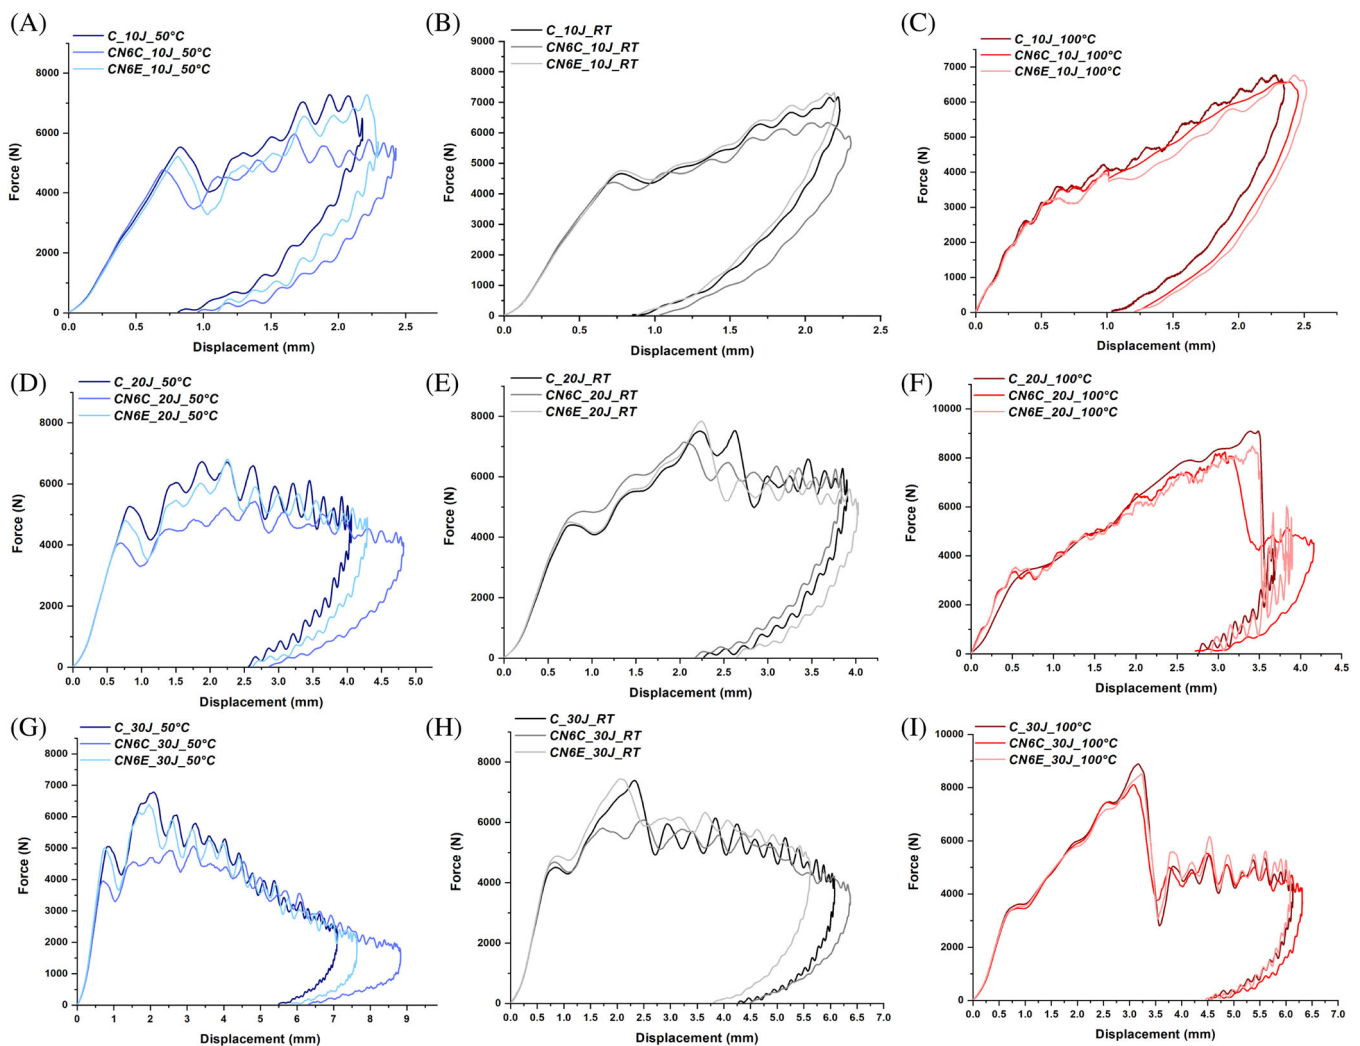 (A)
C_10J_50°C
CN6C_10J_50°C
CN6E_10J_50°C
8000
6000
4000
2000
0
0.0 0.5 1.0 1.5 2.0 2.5
Force (N)
Displacement (mm)
(B)
C_10J_RT
CN6C_10J_RT
CN6E_10J_RT
9000
8000
7000
6000
5000
4000
3000
2000
1000
0
0.0 0.5 1.0 1.5 2.0 2.5
Force (N)
Displacement (mm)
(C)
C_10J_100°C
CN6C_10J_100°C
CN6E_10J_100°C
7000
6000
5000
4000
3000
2000
1000
0
0.0 0.5 1.0 1.5 2.0 2.5
Force (N)
Displacement (mm)
(D)
C_20J_50°C
CN6C_20J_50°C
CN6E_20J_50°C
8000
6000
4000
2000
0
0.0 0.5 1.0 1.5 2.0 2.5 3.0 3.5 4.0 4.5 5.0
Force (N)
Displacement (mm)
(E)
C_20J_RT
CN6C_20J_RT
CN6E_20J_RT
8000
6000
4000
2000
0
0.0 0.5 1.0 1.5 2.0 2.5 3.0 3.5 4.0
Force (N)
Displacement (mm)
(F)
C_20J_100°C
CN6C_20J_100°C
CN6E_20J_100°C
10000
8000
6000
4000
2000
0
0.0 0.5 1.0 1.5 2.0 2.5 3.0 3.5 4.0 4.5
Force (N)
Displacement (mm)
(G)
C_30J_50°C
CN6C_30J_50°C
CN6E_30J_50°C
8000
7000
6000
5000
4000
3000
2000
1000
0
0 1 2 3 4 5 6 7 8 9
Force (N)
Displacement (mm)
(H)
C_30J_RT
CN6C_30J_RT
CN6E_30J_RT
8000
6000
4000
2000
0
0.0 0.5 1.0 1.5 2.0 2.5 3.0 3.5 4.0 4.5 5.0 5.5 6.0 6.5 7.0
Force (N)
Displacement (mm)
(I)
C_30J_100°C
CN6C_30J_100°C
CN6E_30J_100°C
10000
8000
6000
4000
2000
0
0.0 0.5 1.0 1.5 2.0 2.5 3.0 3.5 4.0 4.5 5.0 5.5 6.0 6.5 7.0
Force (N)
Displacement (mm)